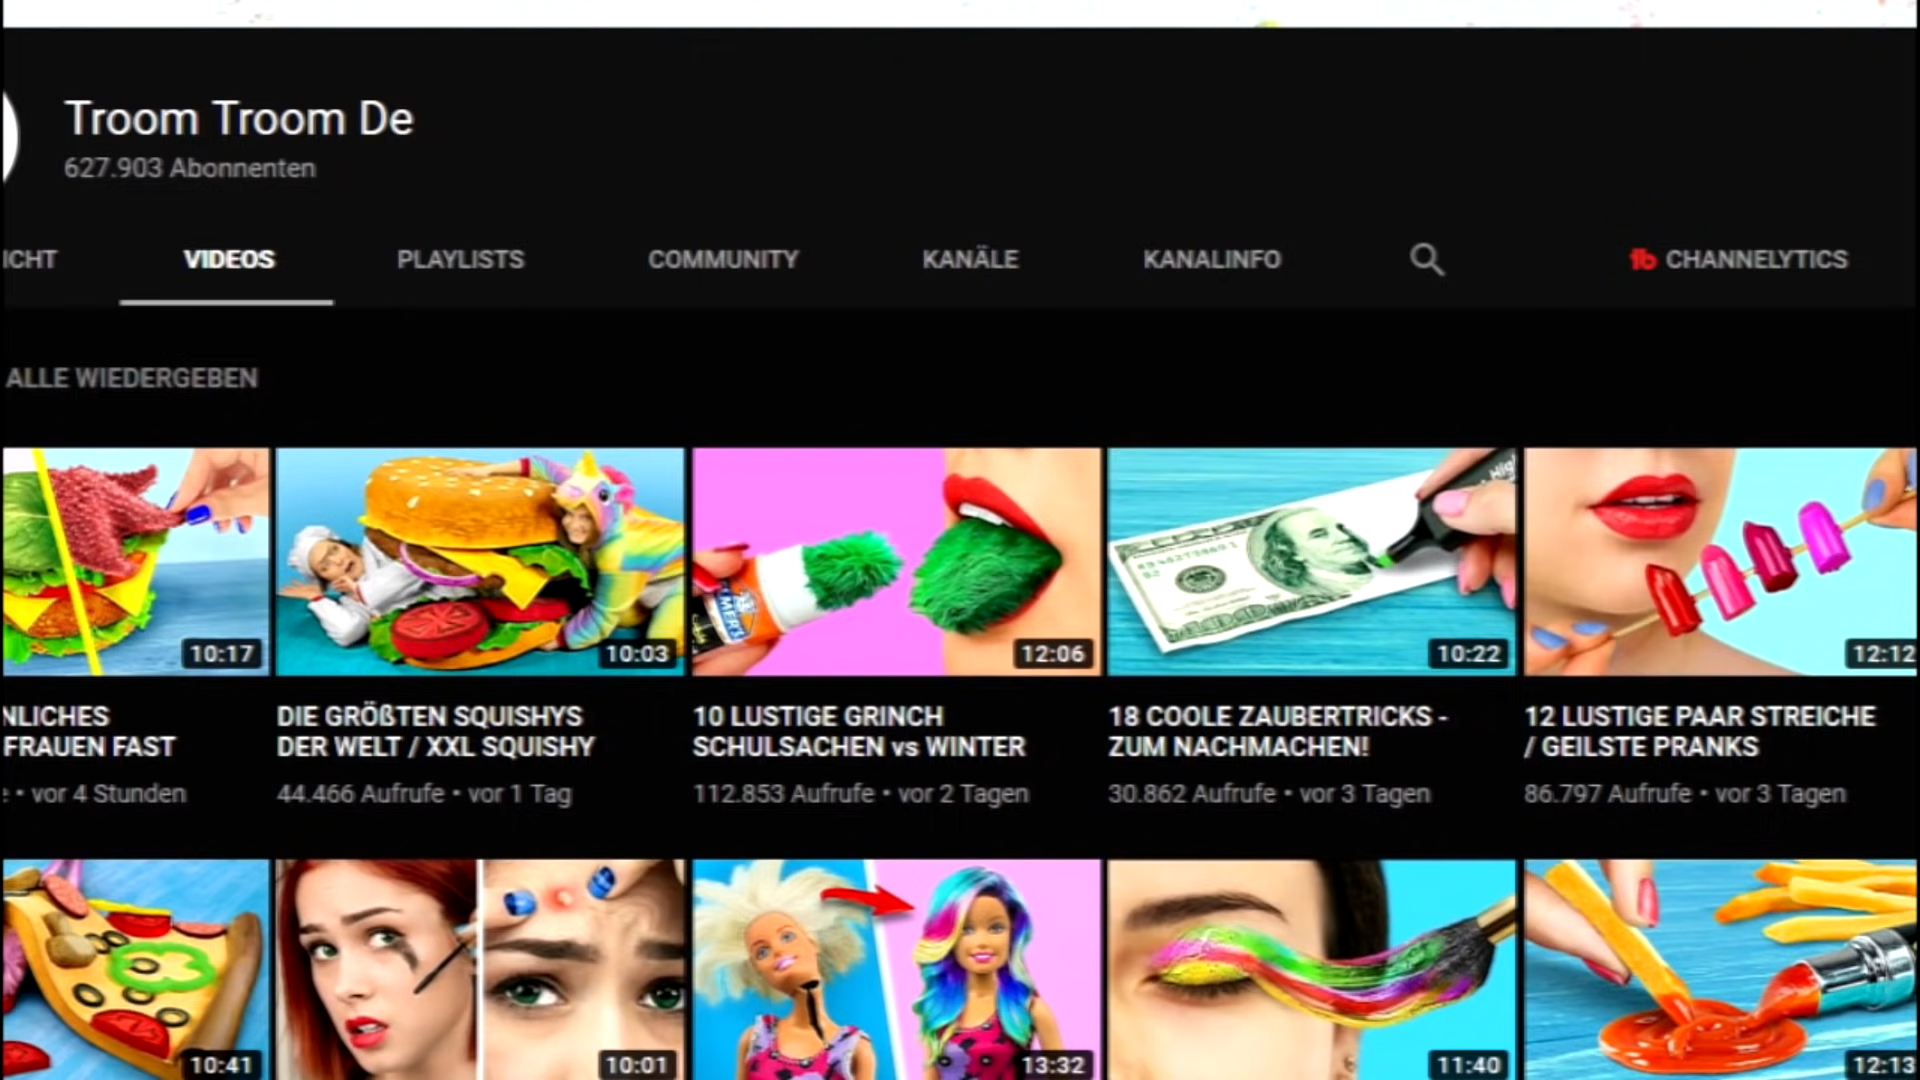 Troom Troom De
627.903 Abonnenten
ICHT VIDEOS PLAYLISTS COMMUNITY KANÄLE KANALINFO CHANNELYTICS
ALLE WIEDERGEBEN
10:17 10:03 12:06 10:22 12:12
NLICHES
FRAUEN FAST
vor 4 Stunden
DIE GRÖßTEN SQUISHYS
DER WELT / XXL SQUISHY
44.466 Aufrufe • vor 1 Tag
10 LUSTIGE GRINCH
SCHULSACHEN vs WINTER
112.853 Aufrufe • vor 2 Tagen
18 COOLE ZAUBERTRICKS -
ZUM NACHMACHEN!
30.862 Aufrufe • vor 3 Tagen
12 LUSTIGE PAAR STREICHE
/ GEILSTE PRANKS
86.797 Aufrufe • vor 3 Tagen
10:41 10:01 13:32 11:40 12:13